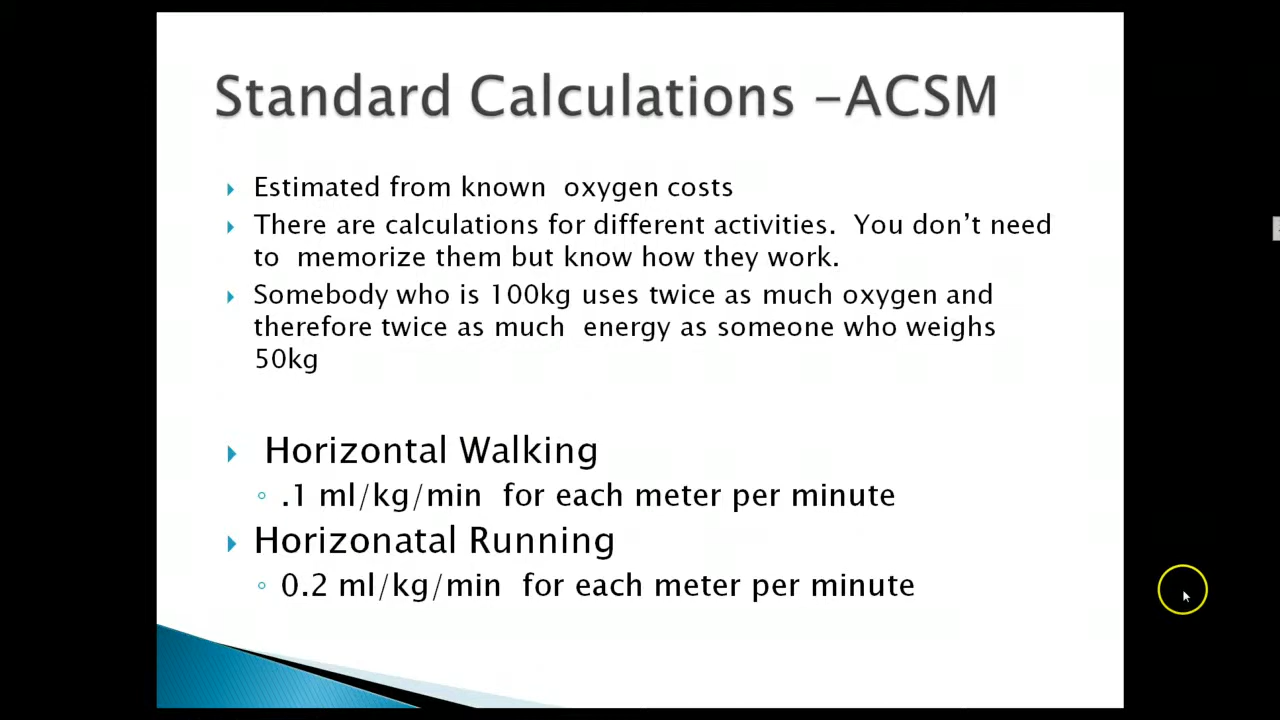 Standard Calculations -ACSM
Estimated from known oxygen costs
There are calculations for different activities. You don't need
to memorize them but know how they work.
Somebody who is 100kg uses twice as much oxygen and
therefore twice as much energy as someone who weighs
50kg
Horizontal Walking
.1 ml/kg/min for each meter per minute
Horizonatal Running
0.2 ml/kg/min for each meter per minute